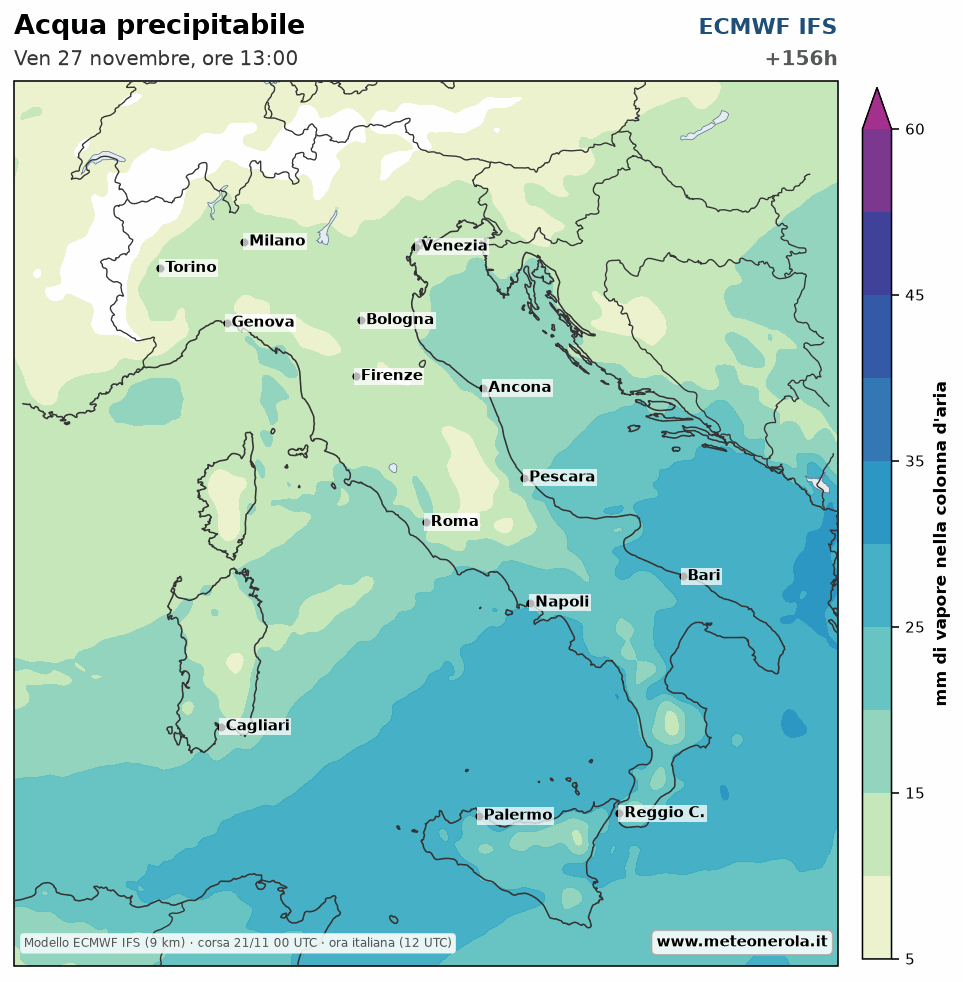 Acqua precipitabile
ECMWF IFS
Ven 27 novembre, ore 13:00
+156h
60
Milano
Venezia
Torino
45
Genova
Bologna
Firenze
Ancona
35
Pescara
Roma
Bari
Napoli
25
Cagliari
15
Palermo
Reggio C.
mm di vapore nella colonna d'aria
Modello ECMWF IFS (9 km) · corsa 21/11 00 UTC · ora italiana (12 UTC)
www.meteonerola.it
5